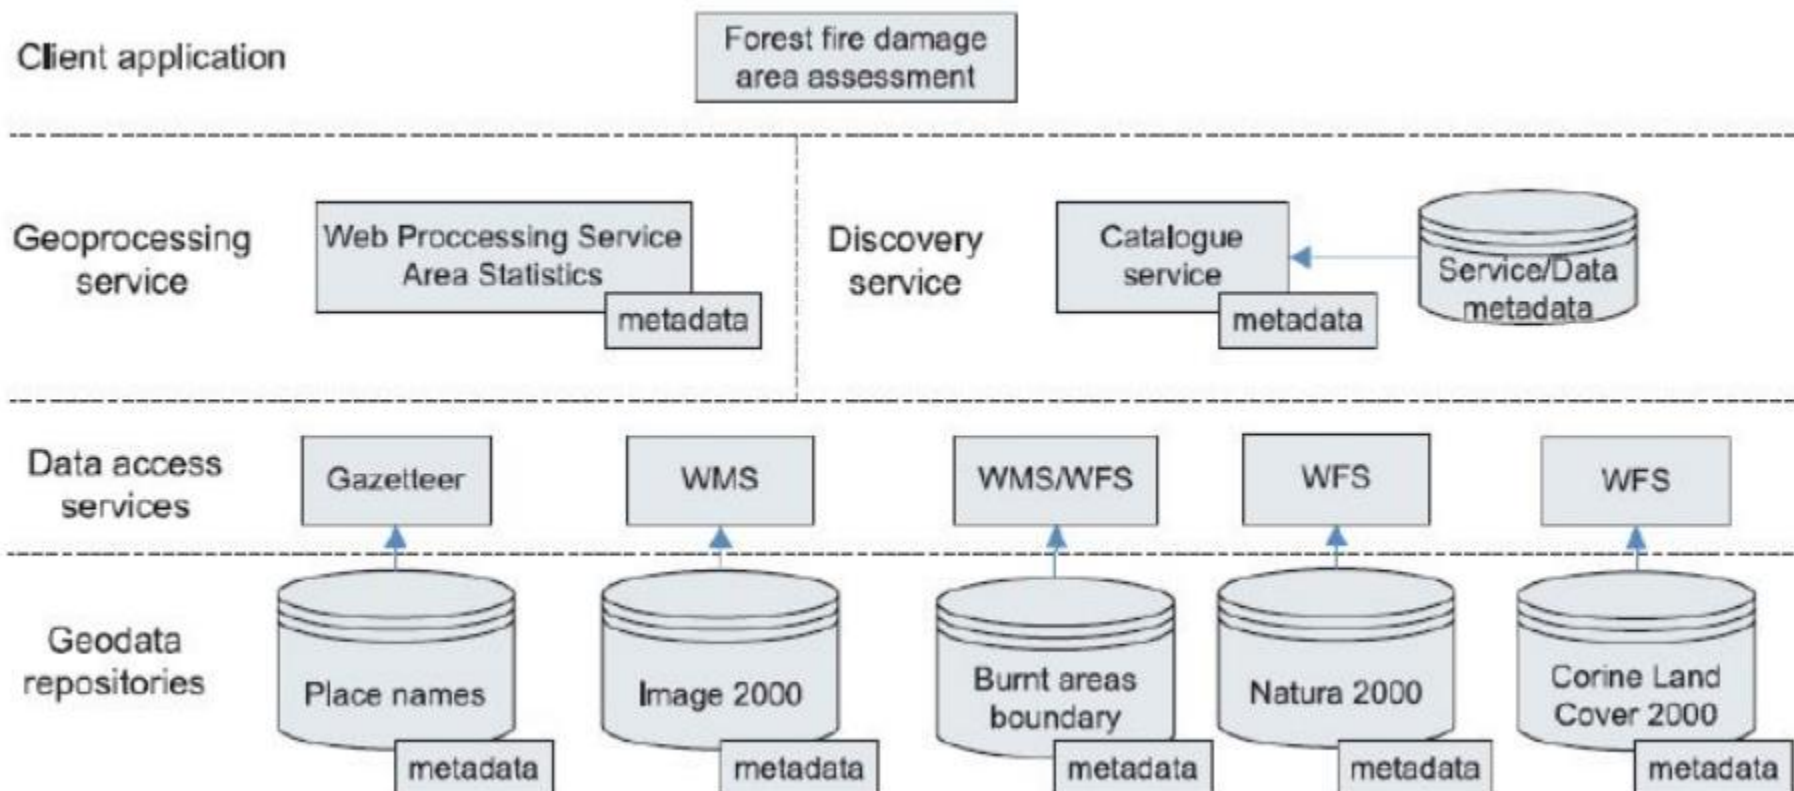 Client application
Forest fire damage
area assessment
Geoprocessing
service
Web Proccessing Service
Area Statistics
metadata
Discovery
service
Catalogue
service
metadata
Service/Data
metadata
Data access
services
Gazetteer
WMS
WMS/WFS
WFS
WFS
Geodata
repositories
Place names
metadata
Image 2000
metadata
Burnt areas
boundary
metadata
Natura 2000
metadata
Corine Land
Cover 2000
metadata